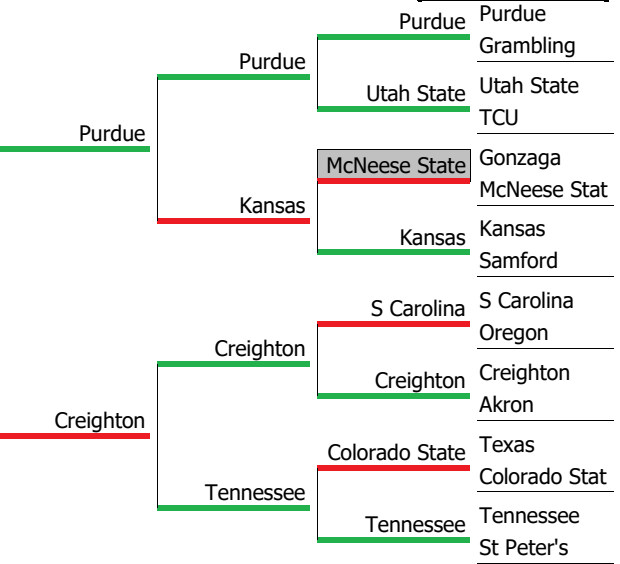 Purdue
Purdue
Grambling
Purdue
Utah State
Utah State
TCU
Purdue
McNeese State
Gonzaga
McNeese Stat
Kansas
Kansas
Kansas
Samford
S Carolina
S Carolina
Oregon
Creighton
Creighton
Creighton
Akron
Creighton
Colorado State
Texas
Colorado Stat
Tennessee
Tennessee
Tennessee
St Peter's